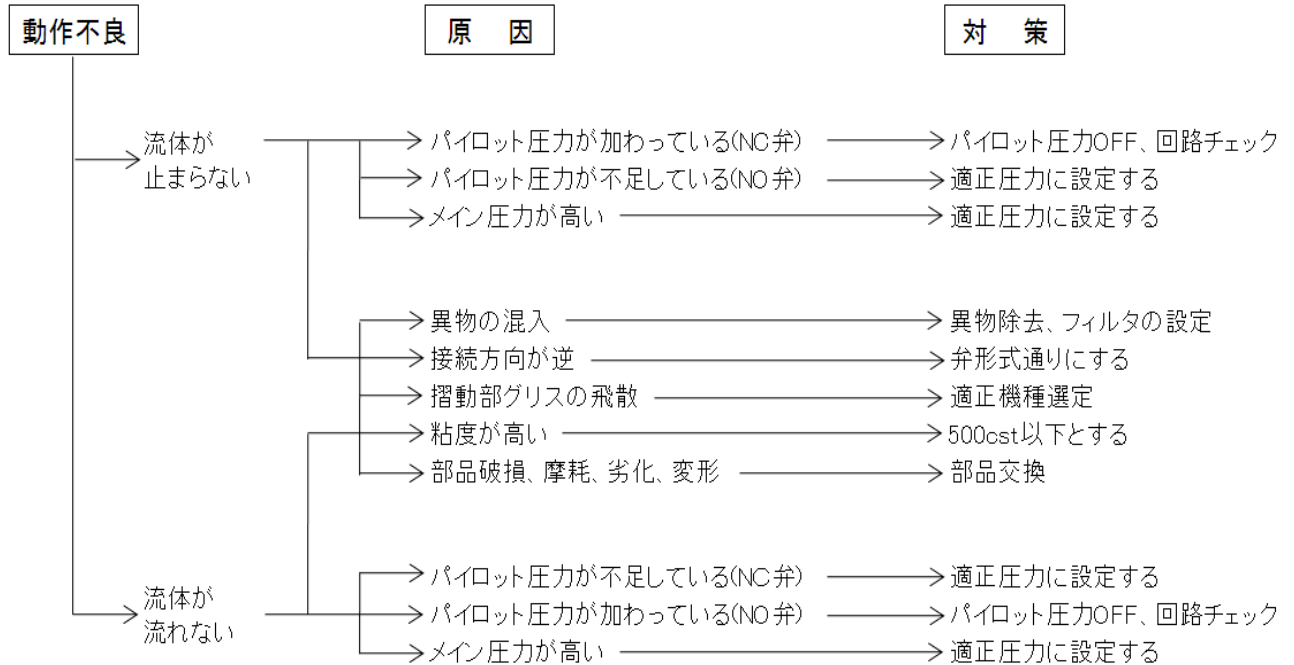 動作不良
原 因
対 策
流体が
止まらない
パイロット圧力が加わっている(NC弁)
パイロット圧力OFF、回路チェック
パイロット圧力が不足している(NO弁)
適正圧力に設定する
メイン圧力が高い
適正圧力に設定する
異物の混入
異物除去、フィルタの設定
接続方向が逆
弁形式通りにする
摺動部グリスの飛散
適正機種選定
粘度が高い
500cst以下とする
部品破損、摩耗、劣化、変形
部品交換
流体が
流れない
パイロット圧力が不足している(NC弁)
適正圧力に設定する
パイロット圧力が加わっている(NO弁)
パイロット圧力OFF、回路チェック
メイン圧力が高い
適正圧力に設定する